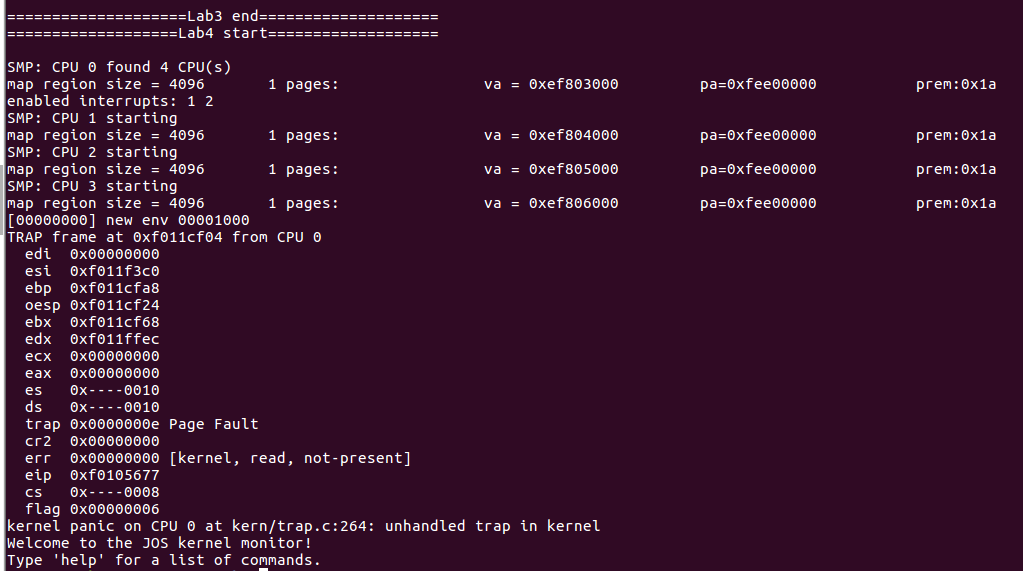 ====================Lab3 end====================
===================Lab4 start===================
SMP: CPU 0 found 4 CPU(s)
map region size = 4096 1 pages: va = 0xef803000 pa=0xfee00000 prem:0x1a
enabled interrupts: 1 2
SMP: CPU 1 starting
map region size = 4096 1 pages: va = 0xef804000 pa=0xfee00000 prem:0x1a
SMP: CPU 2 starting
map region size = 4096 1 pages: va = 0xef805000 pa=0xfee00000 prem:0x1a
SMP: CPU 3 starting
map region size = 4096 1 pages: va = 0xef806000 pa=0xfee00000 prem:0x1a
[00000000] new env 00001000
TRAP frame at 0xf011cf04 from CPU 0
edi 0x00000000
esi 0xf011f3c0
ebp 0xf011cfa8
oesp 0xf011cf24
ebx 0xf011cf68
edx 0xf011ffec
ecx 0x00000000
eax 0x00000000
es 0x----0010
ds 0x----0010
trap 0x0000000e Page Fault
cr2 0x00000000
err 0x00000000 [kernel, read, not-present]
eip 0xf0105677
cs 0x----0008
flag 0x00000006
kernel panic on CPU 0 at kern/trap.c:264: unhandled trap in kernel
Welcome to the JOS kernel monitor!
Type 'help' for a list of commands.